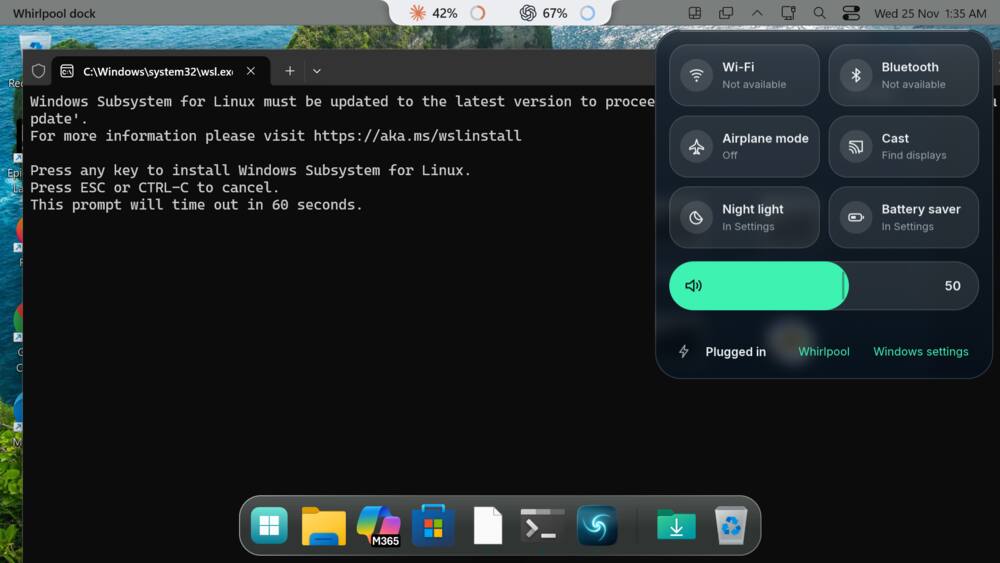 Whirlpool dock
42%
67%
Wed 25 Nov 1:35 AM
C:\Windows\system32\wsl.ex
Windows Subsystem for Linux must be updated to the latest version to procee
pdate'.
For more information please visit https://aka.ms/wslinstall
Press any key to install Windows Subsystem for Linux.
Press ESC or CTRL-C to cancel.
This prompt will time out in 60 seconds.
Wi-Fi
Not available
Bluetooth
Not available
Airplane mode
Off
Cast
Find displays
Night light
In Settings
Battery saver
In Settings
50
Plugged in
Whirlpool
Windows settings
M365